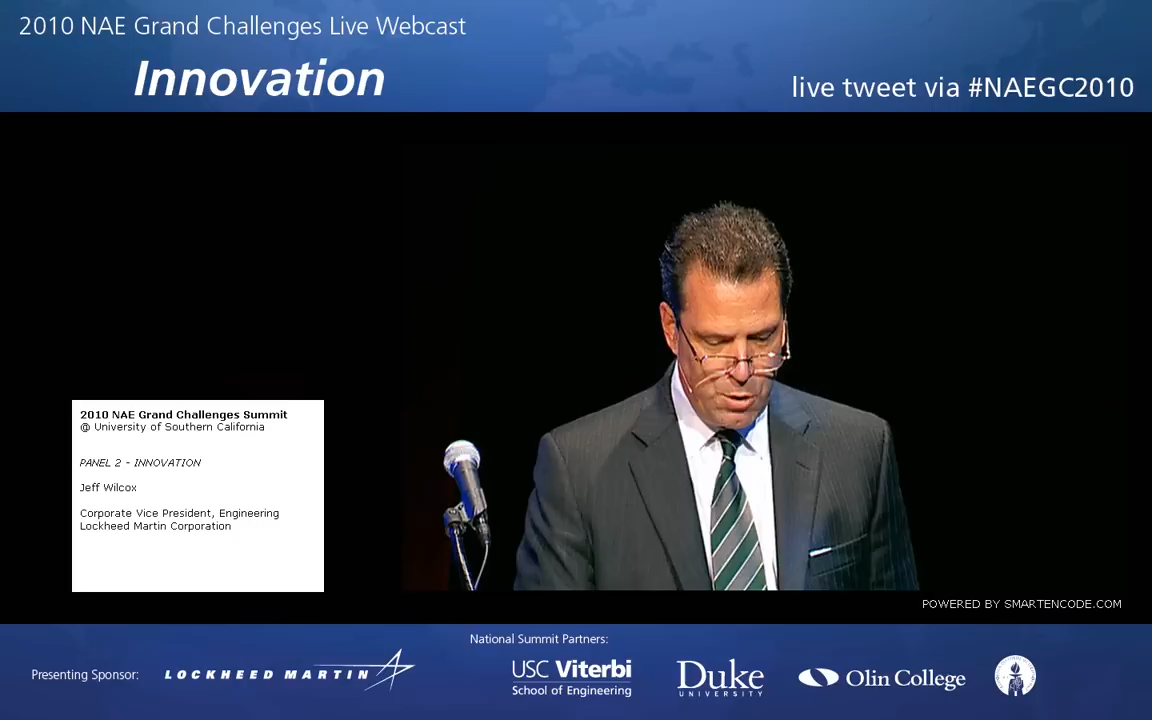 2010 NAE Grand Challenges Live Webcast
Innovation
live tweet via #NAEGC2010
2010 NAE Grand Challenges Summit
@ University of Southern California
PANEL 2 - INNOVATION
Jeff Wilcox
Corporate Vice President, Engineering
Lockheed Martin Corporation
POWERED BY SMARTENCODE.COM
National Summit Partners:
Presenting Sponsor:
LOCKHEED MARTIN
USC Viterbi
School of Engineering
Duke
UNIVERSITY
Olin College